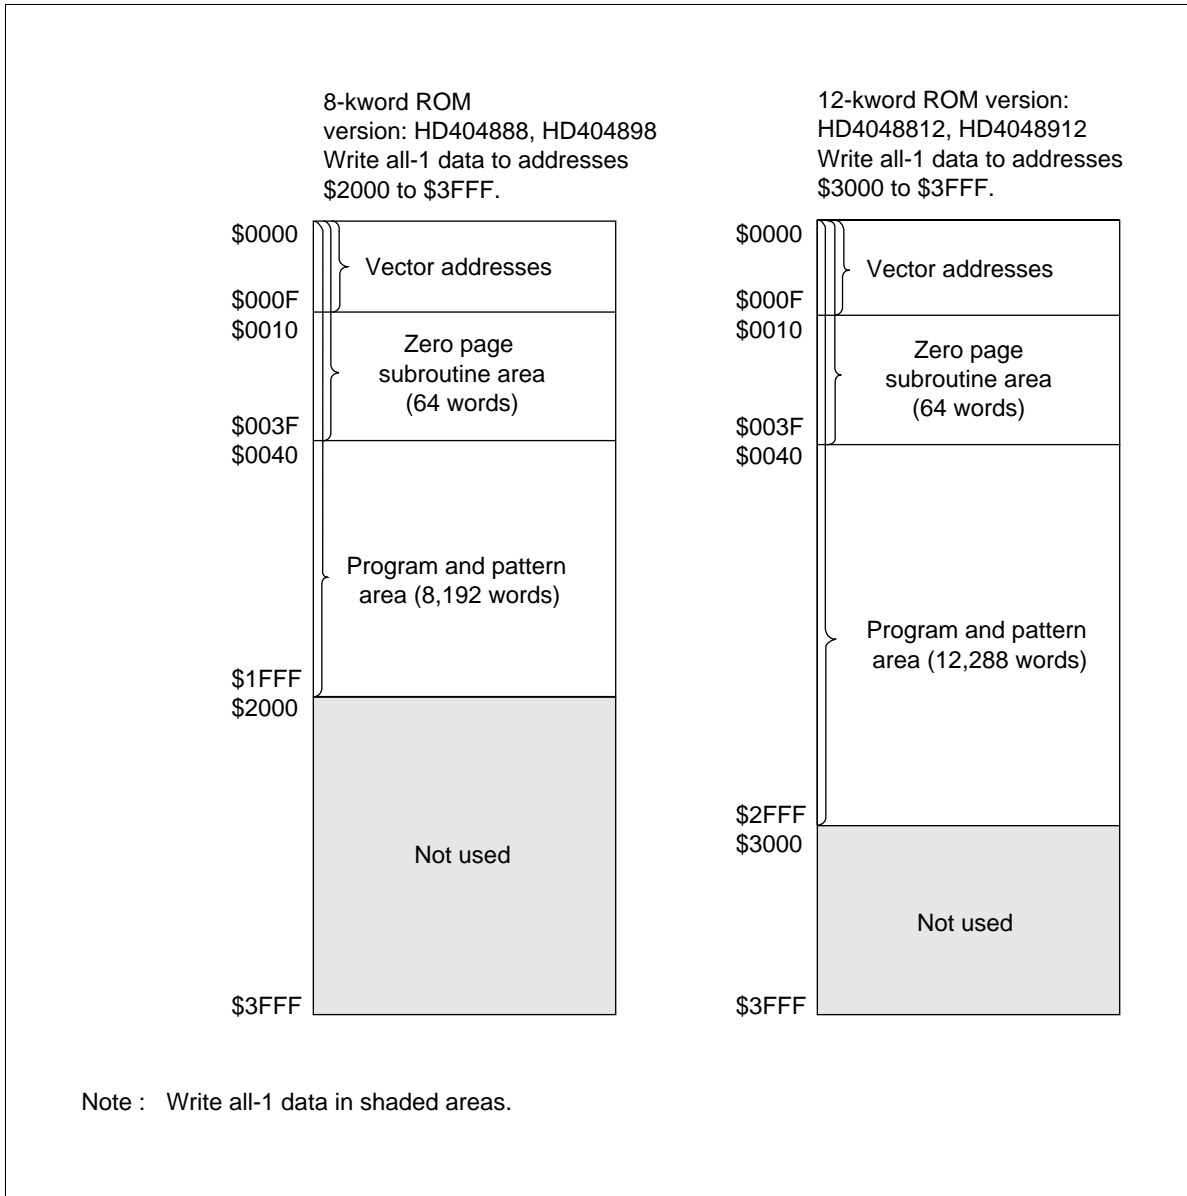 8-kword ROM
version: HD404888, HD404898
Write all-1 data to addresses
$2000 to $3FFF.
$0000
Vector addresses
$000F
$0010
Zero page
subroutine area
(64 words)
$003F
$0040
Program and pattern
area (8,192 words)
$1FFF
$2000
Not used
$3FFF
12-kword ROM version:
HD4048812, HD4048912
Write all-1 data to addresses
$3000 to $3FFF.
$0000
Vector addresses
$000F
$0010
Zero page
subroutine area
(64 words)
$003F
$0040
Program and pattern
area (12,288 words)
$2FFF
$3000
Not used
$3FFF
Note : Write all-1 data in shaded areas.